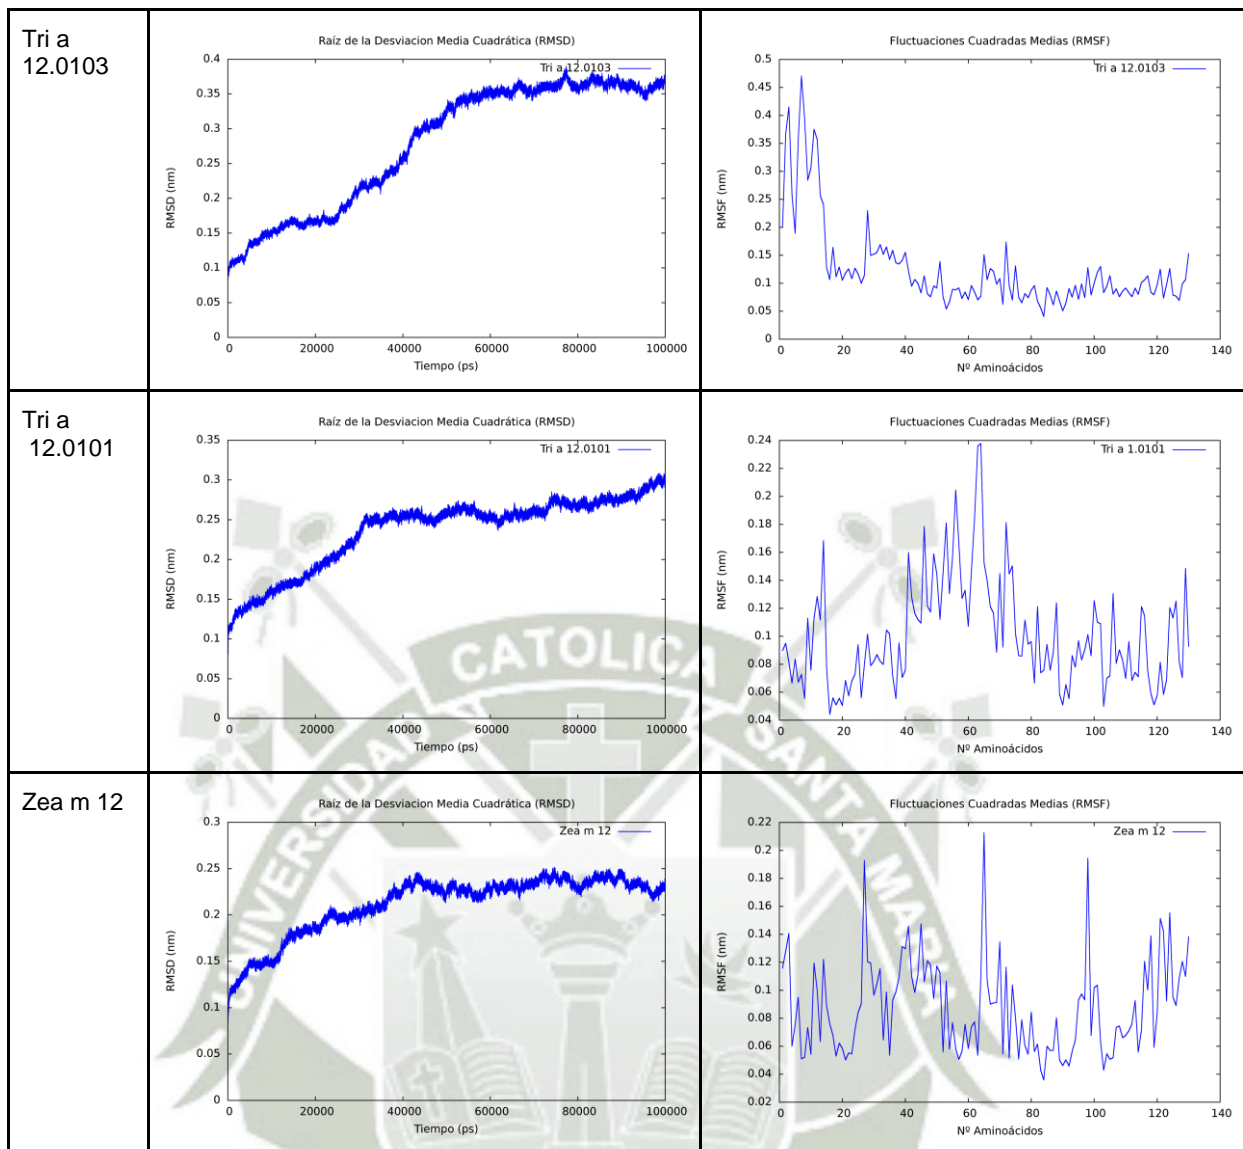 Tri a
12.0103
Raíz de la Desviacion Media Cuadrática (RMSD)
Tri a 12.0103
RMSD (nm)
0.4
0.35
0.3
0.25
0.2
0.15
0.1
0.05
0
0 20000 40000 60000 80000 100000
Tiempo (ps)
Fluctuaciones Cuadradas Medias (RMSF)
Tri a 12.0103
RMSF (nm)
0.5
0.45
0.4
0.35
0.3
0.25
0.2
0.15
0.1
0.05
0
0 20 40 60 80 100 120 140
Nº Aminoácidos
Tri a
12.0101
Raíz de la Desviacion Media Cuadrática (RMSD)
Tri a 12.0101
RMSD (nm)
0.35
0.3
0.25
0.2
0.15
0.1
0.05
0
0 20000 40000 60000 80000 100000
Tiempo (ps)
Fluctuaciones Cuadradas Medias (RMSF)
Tri a 1.0101
RMSF (nm)
0.24
0.22
0.2
0.18
0.16
0.14
0.12
0.1
0.08
0.06
0.04
0 20 40 60 80 100 120 140
Nº Aminoácidos
Zea m 12
Raíz de la Desviacion Media Cuadrática (RMSD)
Zea m 12
RMSD (nm)
0.3
0.25
0.2
0.15
0.1
0.05
0
0 20000 40000 60000 80000 100000
Tiempo (ps)
Fluctuaciones Cuadradas Medias (RMSF)
Zea m 12
RMSF (nm)
0.22
0.2
0.18
0.16
0.14
0.12
0.1
0.08
0.06
0.04
0.02
0 20 40 60 80 100 120 140
Nº Aminoácidos
UNIVERSIDAD CATOLICA SANTA MARIA